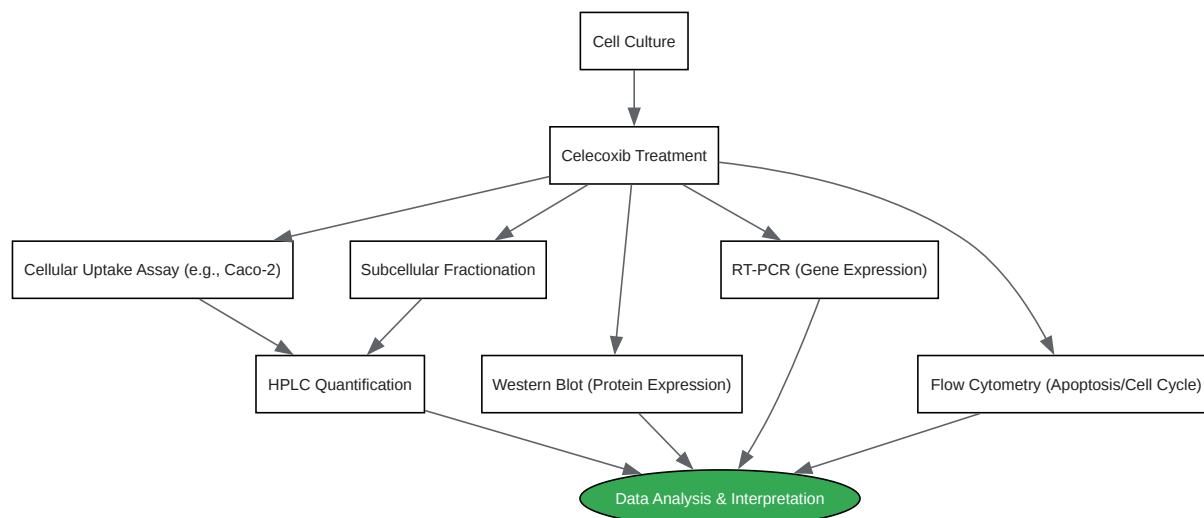 Cell Culture
Celecoxib Treatment
Cellular Uptake Assay (e.g., Caco-2)
Subcellular Fractionation
RT-PCR (Gene Expression)
HPLC Quantification
Western Blot (Protein Expression)
Flow Cytometry (Apoptosis/Cell Cycle)
Data Analysis & Interpretation